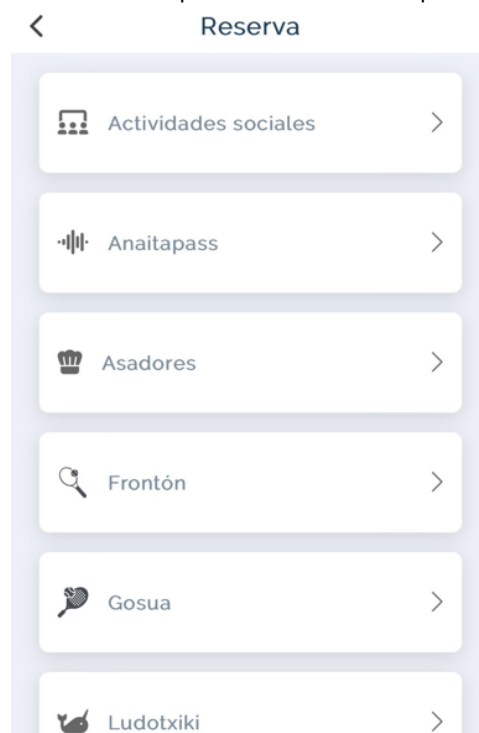 Reserva
Actividades sociales
Anaitapass
Asadores
Frontón
Gosua
Ludotxiki